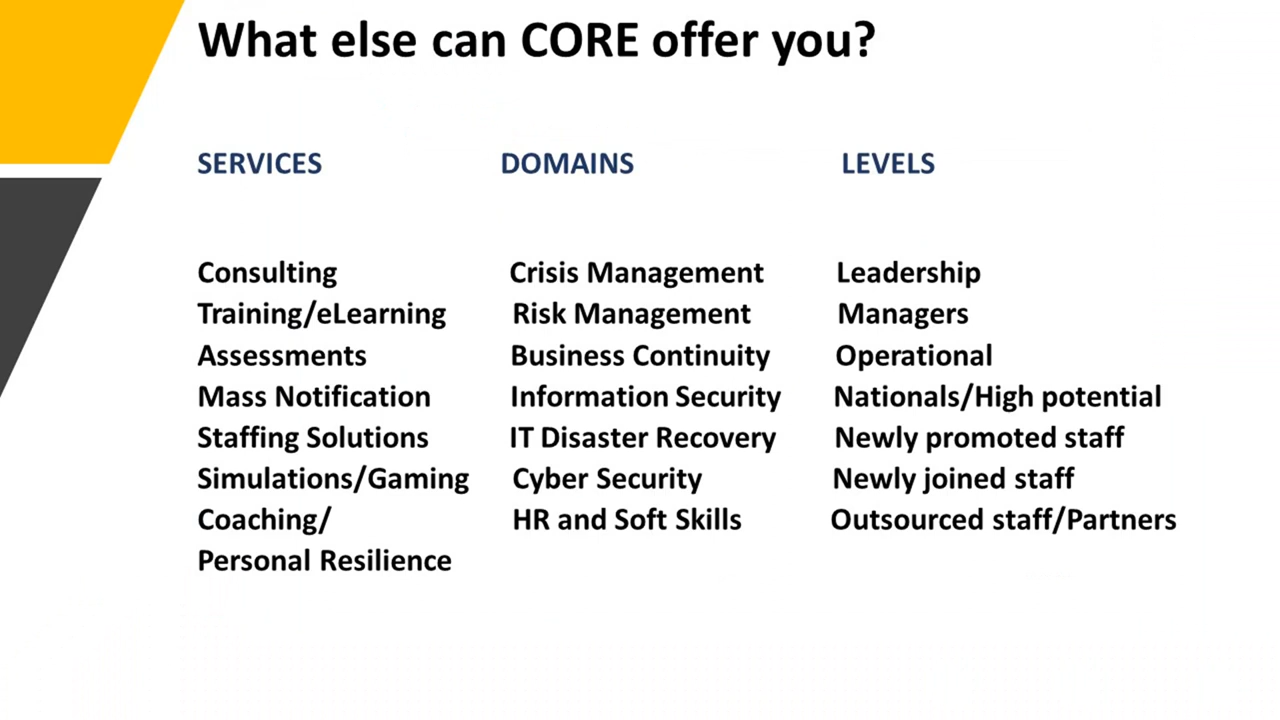 What else can CORE offer you?
SERVICES DOMAINS LEVELS
Consulting Crisis Management Leadership
Training/eLearning Risk Management Managers
Assessments Business Continuity Operational
Mass Notification Information Security Nationals/High potential
Staffing Solutions IT Disaster Recovery Newly promoted staff
Simulations/Gaming Cyber Security Newly joined staff
Coaching/ HR and Soft Skills Outsourced staff/Partners
Personal Resilience